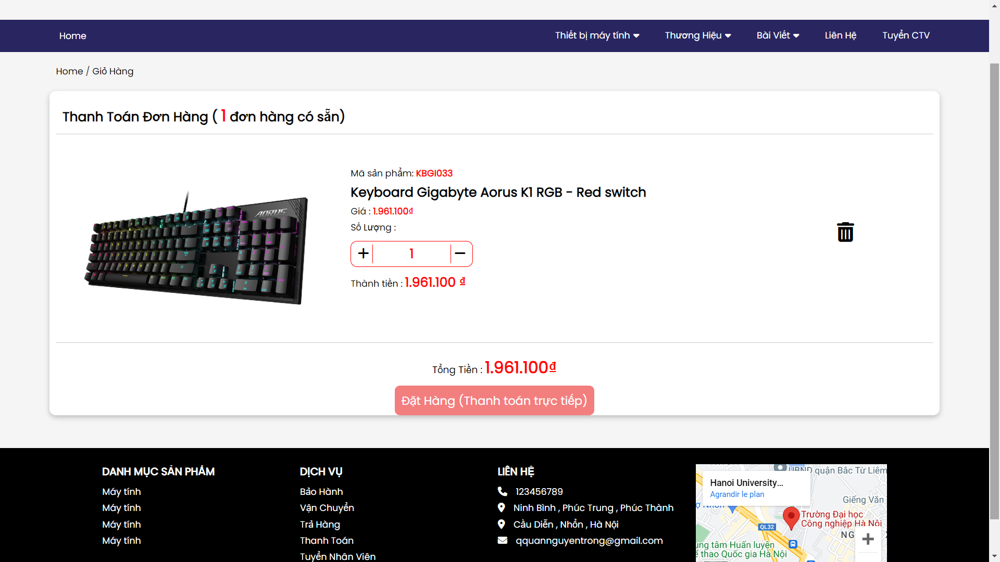 Home
Thiết bị máy tính
Thương Hiệu
Bài Viết
Liên Hệ
Tuyển CTV
Home / Giỏ Hàng
Thanh Toán Đơn Hàng ( 1 đơn hàng có sẵn)
AORUS
Mã sản phẩm: KBGI033
Keyboard Gigabyte Aorus K1 RGB - Red switch
Giá : 1.961.100₫
Số Lượng :
1
Thành tiền : 1.961.100 ₫
Tổng Tiền : 1.961.100₫
Đặt Hàng (Thanh toán trực tiếp)
DANH MỤC SẢN PHẨM
Máy tính
Máy tính
Máy tính
Máy tính
DỊCH VỤ
Bảo Hành
Vận Chuyển
Trả Hàng
Thanh Toán
Tuyển Nhân Viên
LIÊN HỆ
123456789
Ninh Bình , Phúc Trung , Phúc Thành
Cầu Diễn , Nhổn , Hà Nội
qquannguyentrong@gmail.com
UBND quận Bắc Từ Liêm
Hanoi University...
Agrandir le plan
Giếng Văn
Trường Đại học
Công nghiệp Hà Nội
QL32
NG
Huấn luyện
thao Quốc gia Hà Nội